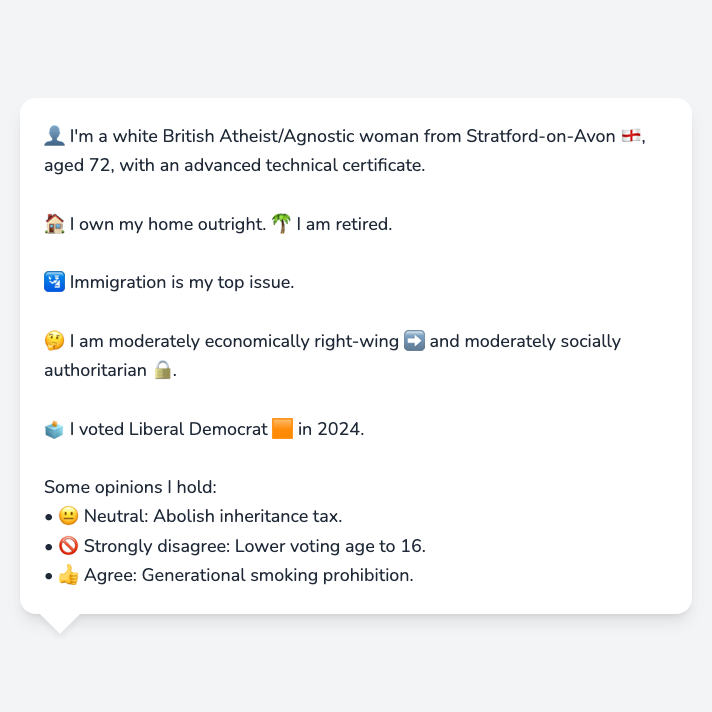 👤 I'm a white British Atheist/Agnostic woman from Stratford-on-Avon 🏴󠁧󠁢󠁥󠁮󠁧󠁿,
aged 72, with an advanced technical certificate.
🏠 I own my home outright. 🌴 I am retired.
🛂 Immigration is my top issue.
🤔 I am moderately economically right-wing ➡️ and moderately socially
authoritarian 🔒.
🗳️ I voted Liberal Democrat 🟧 in 2024.
Some opinions I hold:
• 😐 Neutral: Abolish inheritance tax.
• 🚫 Strongly disagree: Lower voting age to 16.
• 👍 Agree: Generational smoking prohibition.